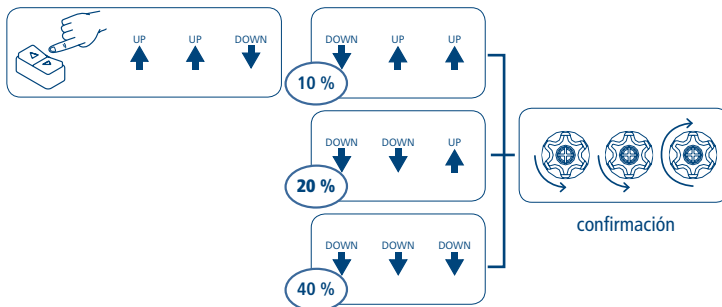 UP UP DOWN
DOWN UP UP
10 %
DOWN DOWN UP
20 %
DOWN DOWN DOWN
40 %
confirmación